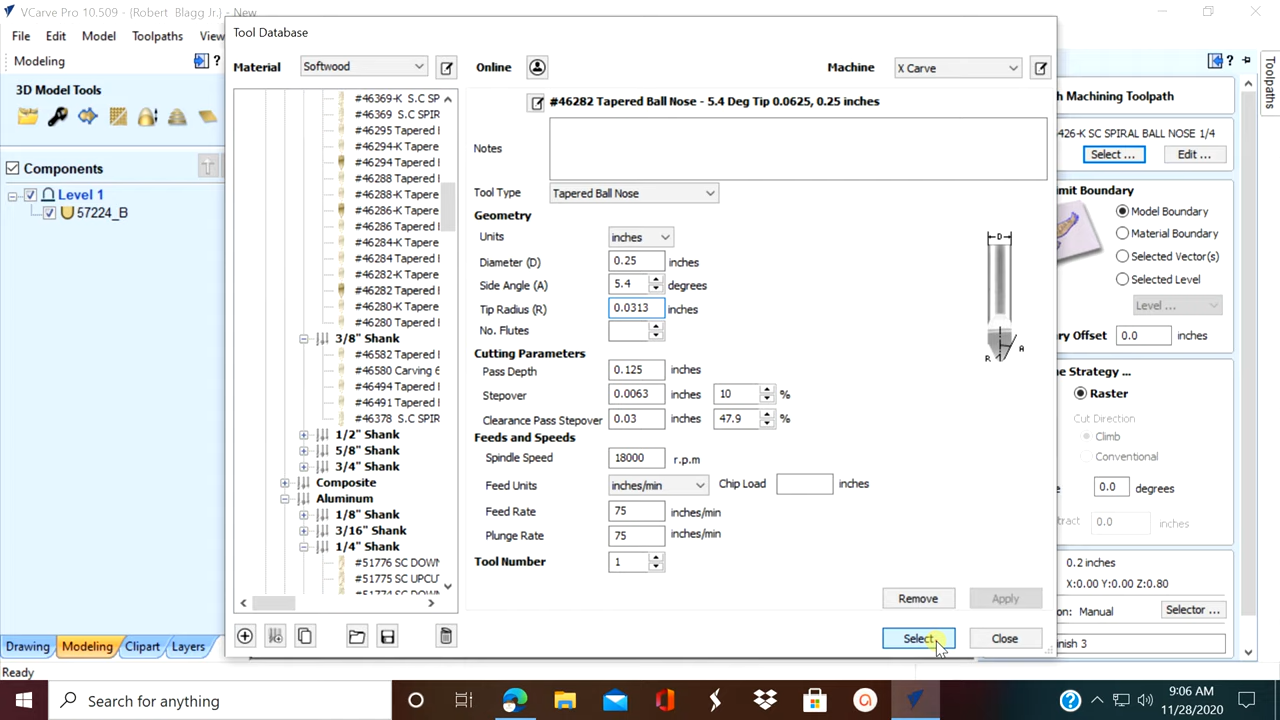 VCarve Pro 10.509 - (Robert Blagg Jr.)
Model New
File Edit Model Toolpaths View
Modeling
?
3D Model Tools
Components
Level 1
57224_B
Drawing Modeling Clipart Layers
Ready
Tool Database
Material Softwood Online Machine X Carve
#46369-K S.C SP
#46369 S.C SPIR
#46295 Tapered
#46294-K Tapere
#46294 Tapered
#46288 Tapered
#46288-K Tapere
#46286-K Tapere
#46286 Tapered
#46284-K Tapere
#46284 Tapered
#46282-K Tapere
#46282 Tapered
#46280-K Tapere
#46280 Tapered
3/8" Shank
#46582 Tapered
#46580 Carving 6
#46494 Tapered
#46491 Tapered
#46378 S.C SPIR
1/2" Shank
5/8" Shank
3/4" Shank
Composite
Aluminum
1/8" Shank
3/16" Shank
1/4" Shank
#51776 SC DOWN
#51775 SC UPCUT
#51774 SC DOWN
#46282 Tapered Ball Nose - 5.4 Deg Tip 0.0625, 0.25 inches
Notes
Tool Type Tapered Ball Nose
Geometry
Units inches
Diameter (D) 0.25 inches
Side Angle (A) 5.4 degrees
Tip Radius (R) 0.0313 inches
No. Flutes
D
R A
Cutting Parameters
Pass Depth 0.125 inches
Stepover 0.0063 inches 10 %
Clearance Pass Stepover 0.03 inches 47.9 %
Feeds and Speeds
Spindle Speed 18000 r.p.m
Feed Units inches/min Chip Load inches
Feed Rate 75 inches/min
Plunge Rate 75 inches/min
Tool Number 1
Remove Apply
Select Close
?
Toolpaths
h Machining Toolpath
426-K SC SPIRAL BALL NOSE 1/4
Select ... Edit ...
imit Boundary
Model Boundary
Material Boundary
Selected Vector(s)
Selected Level
Level ...
ry Offset 0.0 inches
ne Strategy ...
Raster
Cut Direction
Climb
Conventional
e 0.0 degrees
tract 0.0 inches
0.2 inches
X:0.00 Y:0.00 Z:0.80
on: Manual Selector ...
inish 3
Search for anything
?
9:06 AM
11/28/2020